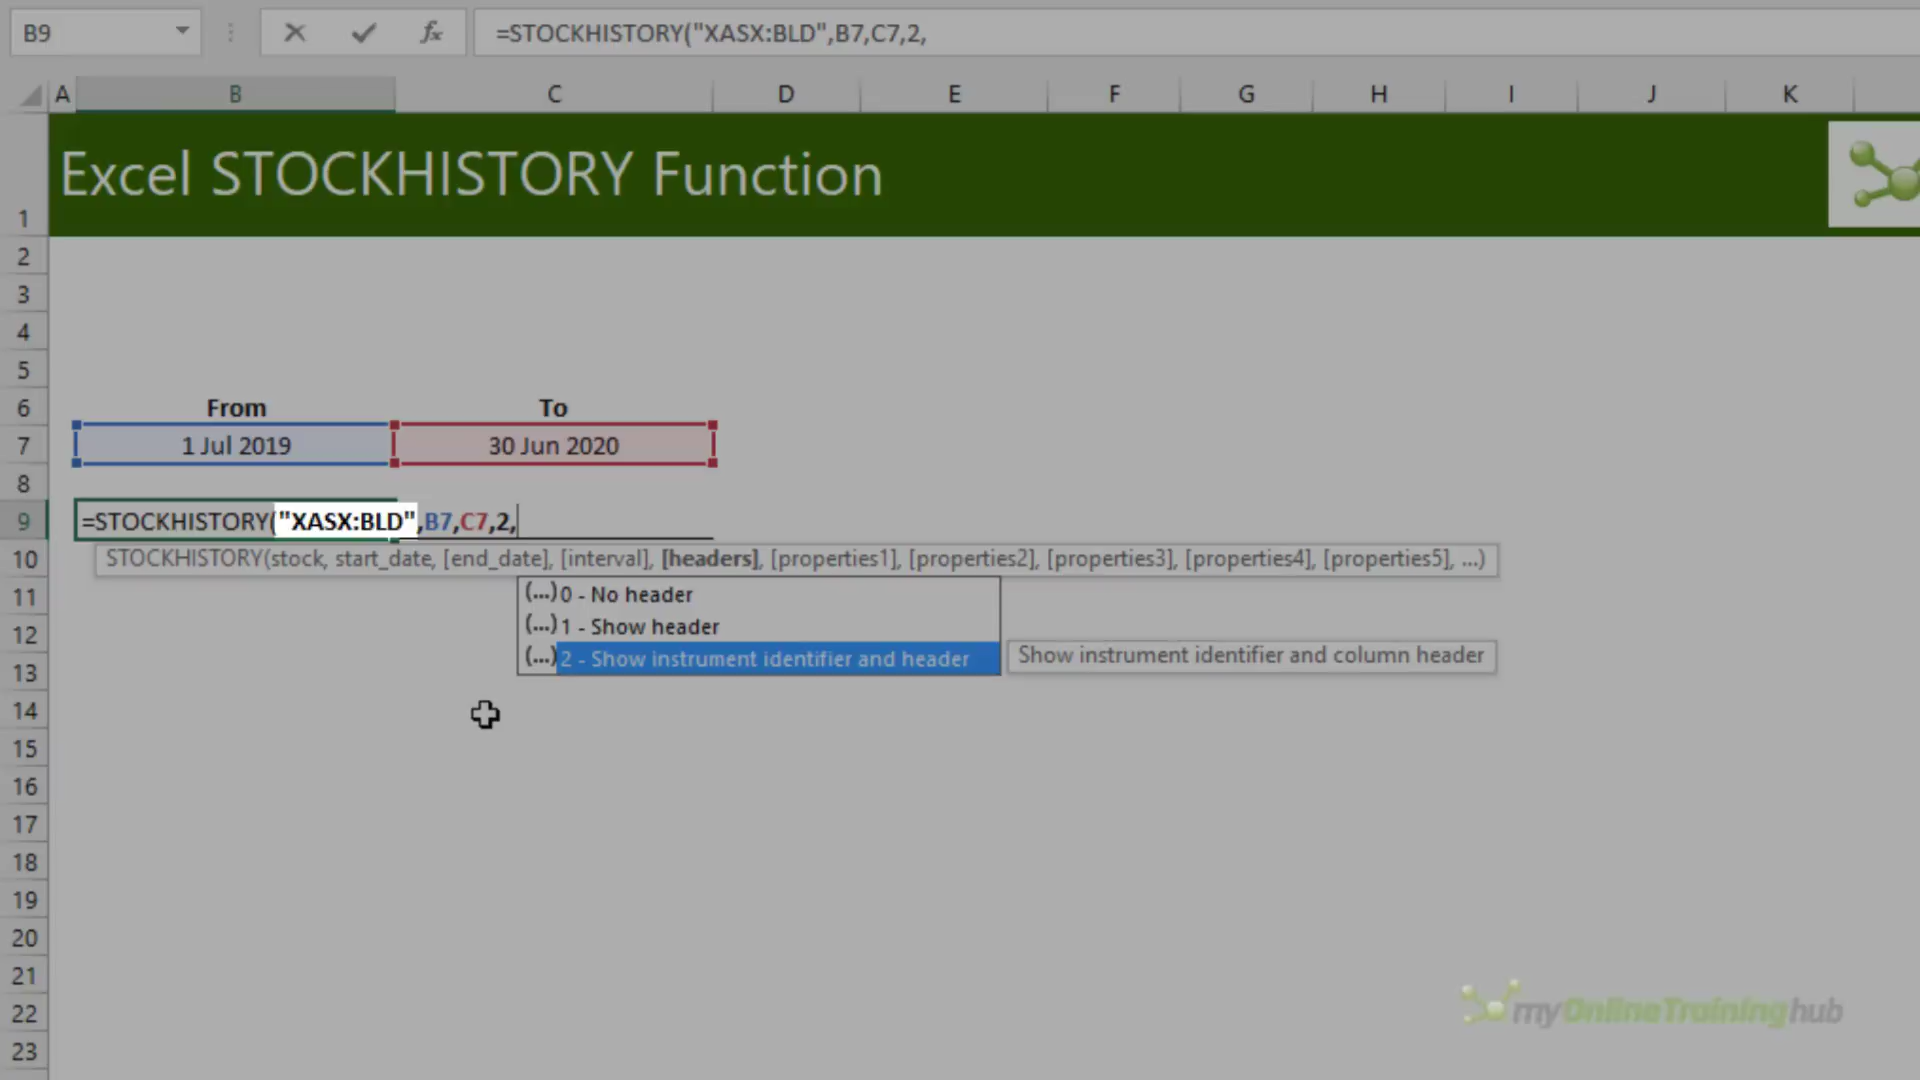 B9 fx =STOCKHISTORY("XASX:BLD",B7,C7,2,
A B C D E F G H I J K
1 Excel STOCKHISTORY Function
2
3
4
5
6 From To
7 1 Jul 2019 30 Jun 2020
8
9 =STOCKHISTORY("XASX:BLD",B7,C7,2,
10 STOCKHISTORY(stock, start_date, [end_date], [interval], [headers], [properties1], [properties2], [properties3], [properties4], [properties5], ...)
11 (...) 0 - No header
12 (...) 1 - Show header
13 (...) 2 - Show instrument identifier and header Show instrument identifier and column header
14
15
16
17
18
19
20
21
22 myOnlineTraininghub
23